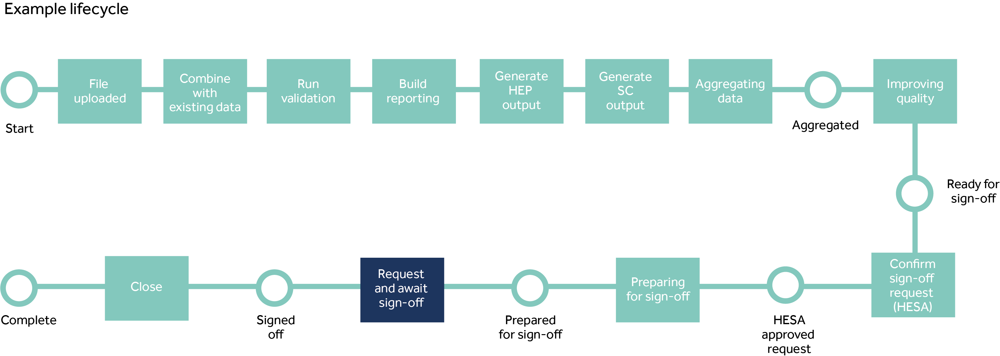 Example lifecycle
Start
File
uploaded
Combine
with
existing data
Run
validation
Build
reporting
Generate
HEP
output
Generate
SC
output
Aggregating
data
Aggregated
Improving
quality
Ready for
sign-off
Confirm
sign-off
request
(HESA)
HESA
approved
request
Preparing
for sign-off
Prepared
for sign-off
Request
and await
sign-off
Signed
off
Close
Complete